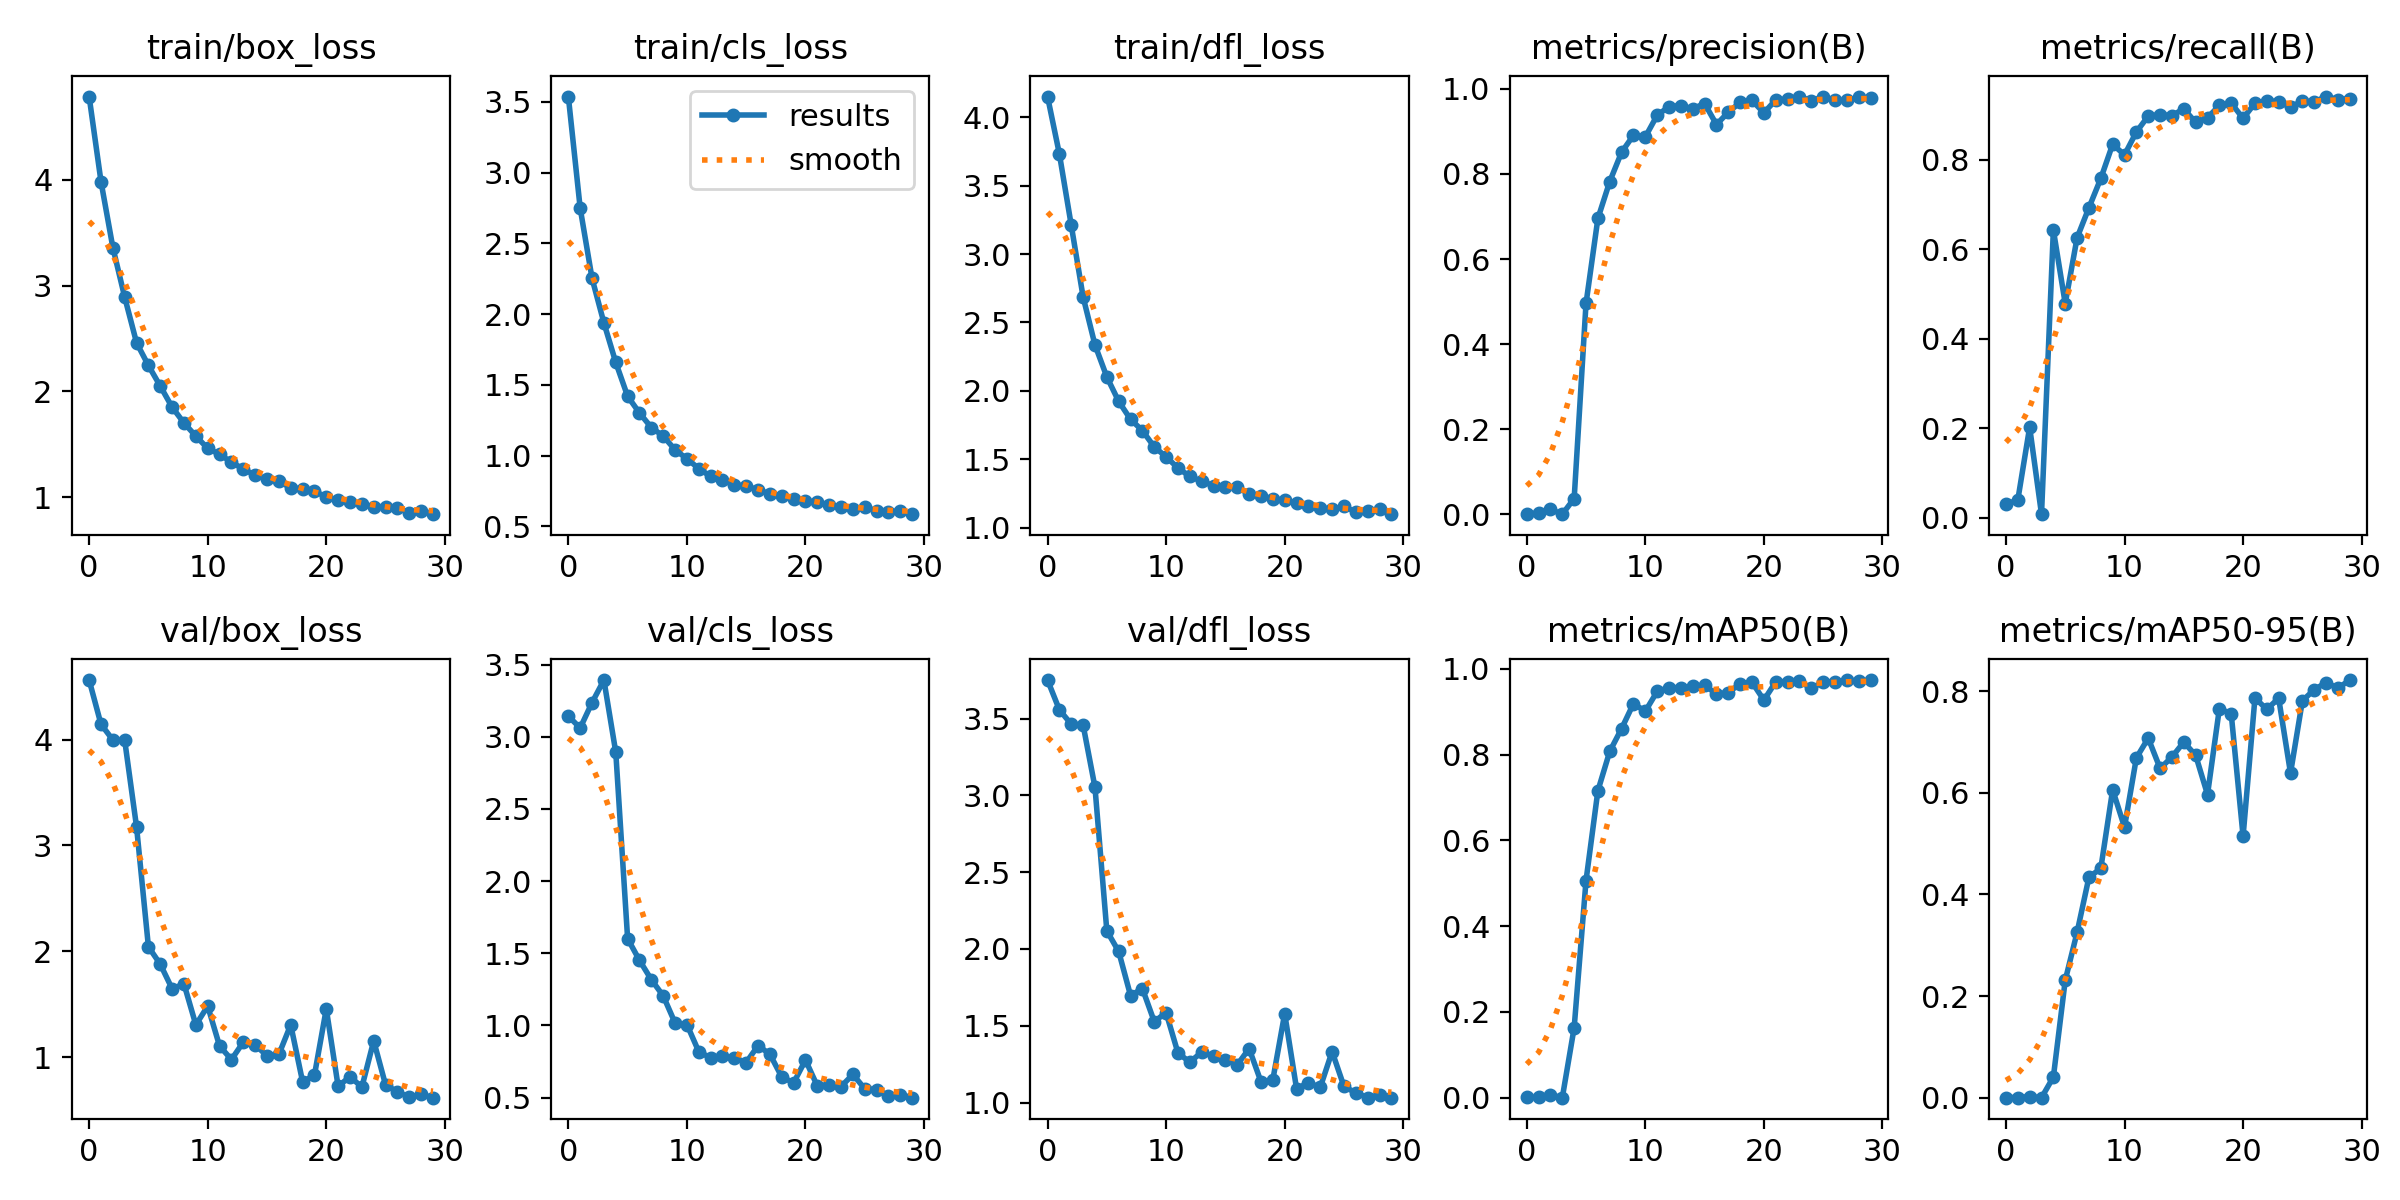 train/box_loss
4
3
2
1
0 10 20 30
train/cls_loss
results
smooth
3.5
3.0
2.5
2.0
1.5
1.0
0.5
0 10 20 30
train/dfl_loss
4.0
3.5
3.0
2.5
2.0
1.5
1.0
0 10 20 30
metrics/precision(B)
1.0
0.8
0.6
0.4
0.2
0.0
0 10 20 30
metrics/recall(B)
0.8
0.6
0.4
0.2
0.0
0 10 20 30
val/box_loss
4
3
2
1
0 10 20 30
val/cls_loss
3.5
3.0
2.5
2.0
1.5
1.0
0.5
0 10 20 30
val/dfl_loss
3.5
3.0
2.5
2.0
1.5
1.0
0 10 20 30
metrics/mAP50(B)
1.0
0.8
0.6
0.4
0.2
0.0
0 10 20 30
metrics/mAP50-95(B)
0.8
0.6
0.4
0.2
0.0
0 10 20 30